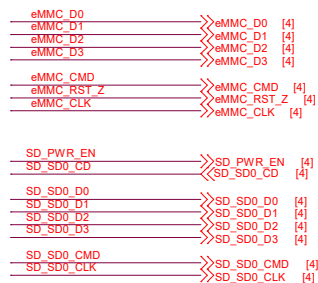 eMMC_D0 eMMC_D0 [4]
eMMC_D1 eMMC_D1 [4]
eMMC_D2 eMMC_D2 [4]
eMMC_D3 eMMC_D3 [4]
eMMC_CMD eMMC_CMD [4]
eMMC_RST_Z eMMC_RST_Z [4]
eMMC_CLK eMMC_CLK [4]
SD_PWR_EN SD_PWR_EN [4]
SD_SD0_CD SD_SD0_CD [4]
SD_SD0_D0 SD_SD0_D0 [4]
SD_SD0_D1 SD_SD0_D1 [4]
SD_SD0_D2 SD_SD0_D2 [4]
SD_SD0_D3 SD_SD0_D3 [4]
SD_SD0_CMD SD_SD0_CMD [4]
SD_SD0_CLK SD_SD0_CLK [4]